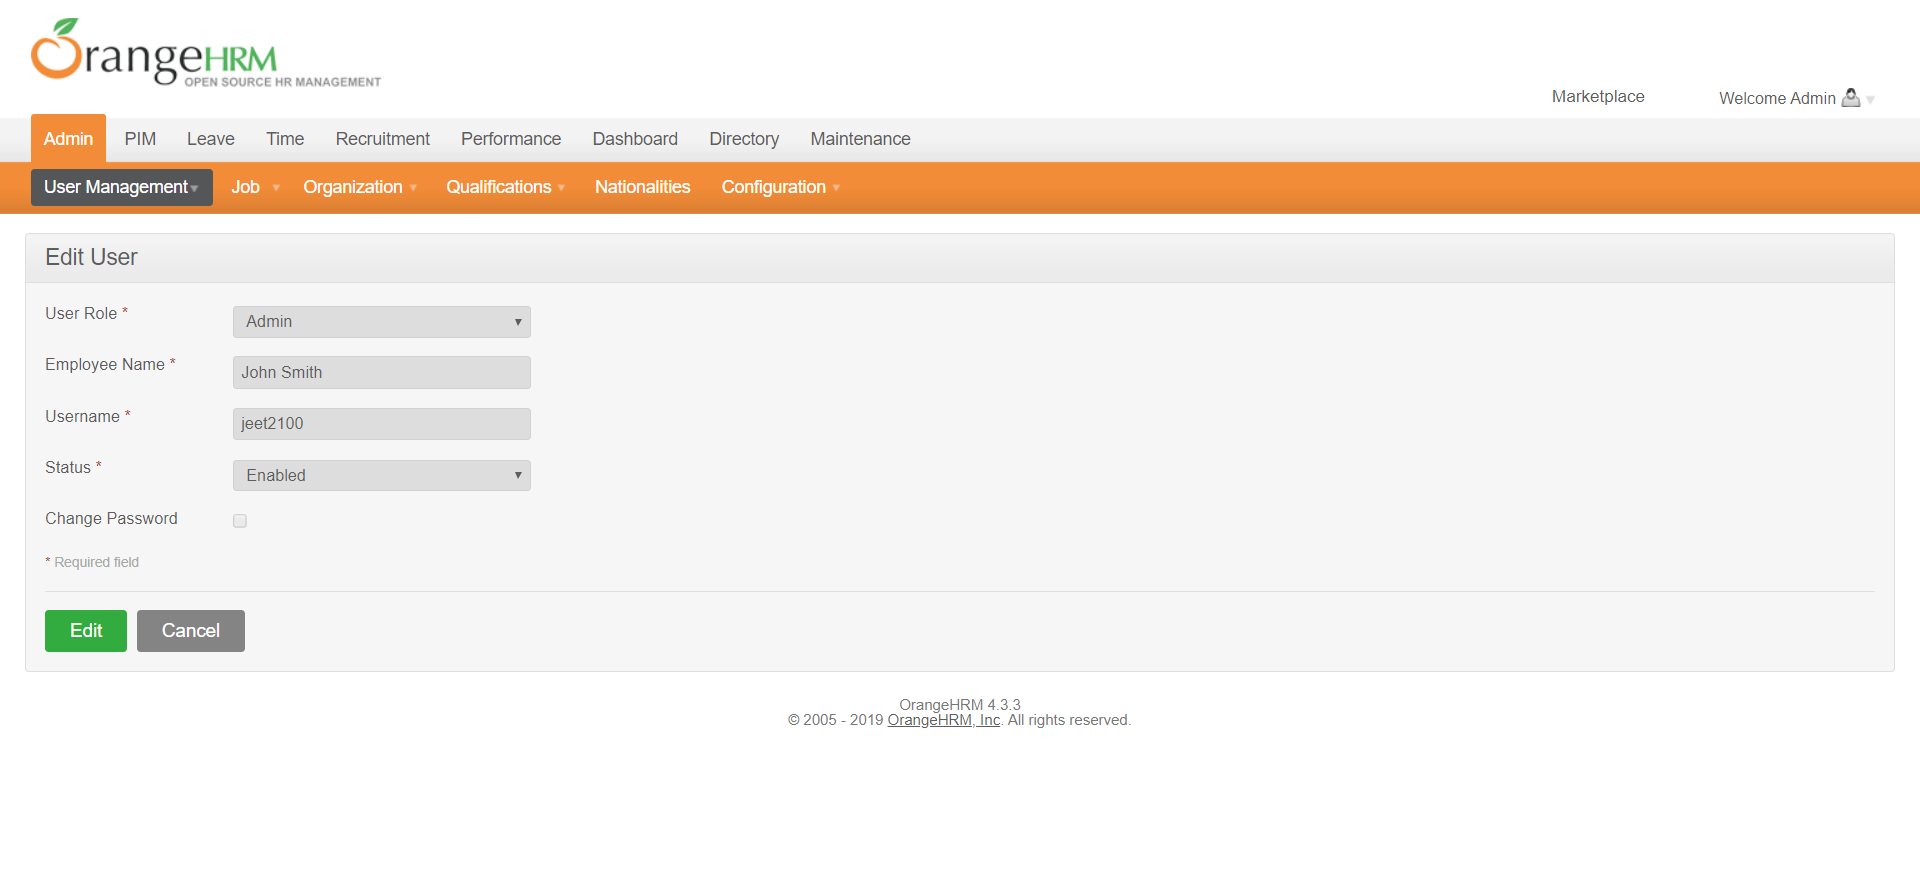 OrangeHRM
OPEN SOURCE HR MANAGEMENT
Marketplace
Welcome Admin
Admin PIM Leave Time Recruitment Performance Dashboard Directory Maintenance
User Management Job Organization Qualifications Nationalities Configuration
Edit User
User Role * Admin
Employee Name * John Smith
Username * jeet2100
Status * Enabled
Change Password
* Required field
Edit Cancel
OrangeHRM 4.3.3
© 2005 - 2019 OrangeHRM, Inc. All rights reserved.